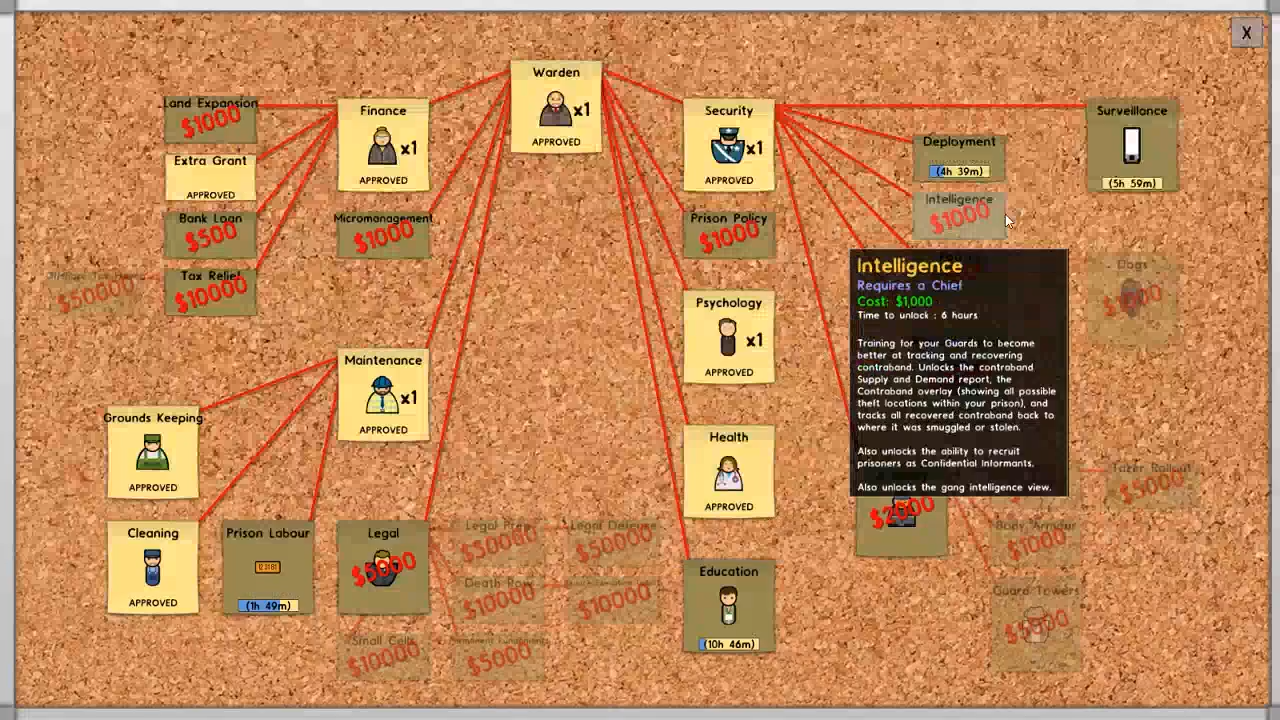 X
Warden
x1
APPROVED
Land Expansion
$1000
Finance
x1
APPROVED
Extra Grant
APPROVED
Bank Loan
$500
Micromanagement
$1000
Tax Relief
$10000
$50000
Maintenance
x1
APPROVED
Grounds Keeping
APPROVED
Cleaning
APPROVED
Prison Labour
(1h 49m)
Legal
$5000
Legal Prep
Legal Defense
Death Row
$10000
$10000
Small Cells
$10000
$5000
Security
x1
APPROVED
Prison Policy
$1000
Psychology
x1
APPROVED
Health
APPROVED
Education
(10h 46m)
Deployment
(4h 39m)
Intelligence
$1000
Surveillance
(5h 59m)
Dogs
Intelligence
Requires a Chief
Cost: $1,000
Time to unlock : 6 hours
Training for your Guards to become
better at tracking and recovering
contraband. Unlocks the contraband
Supply and Demand report, the
Contraband overlay (showing all possible
theft locations within your prison), and
tracks all recovered contraband back to
where it was smuggled or stolen.
Also unlocks the ability to recruit
prisoners as Confidential Informants.
Also unlocks the gang intelligence view.
$2000
Tazer Rollout
$5000
Body Armour
$1000
Guard Towers